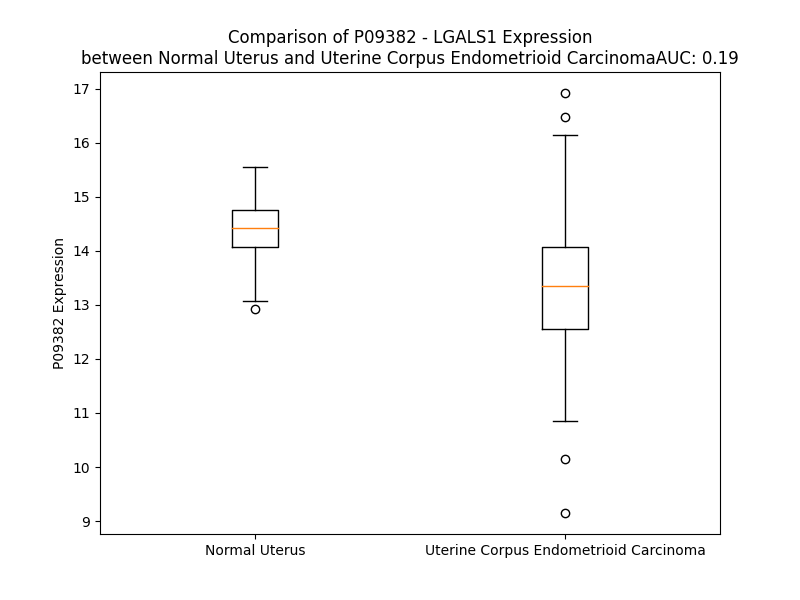 Comparison of P09382 - LGALS1 Expression
between Normal Uterus and Uterine Corpus Endometrioid CarcinomaAUC: 0.19
17
16
15
14
13
12
11
10
9
P09382 Expression
Normal Uterus
Uterine Corpus Endometrioid Carcinoma